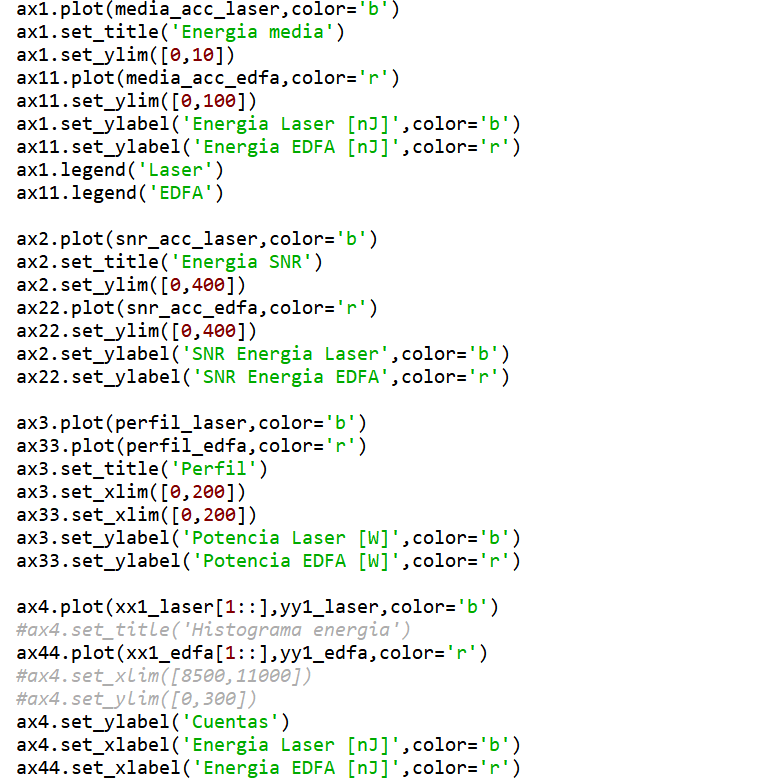 ax1.plot(media_acc_laser,color='b')
ax1.set_title('Energia media')
ax1.set_ylim([0,10])
ax11.plot(media_acc_edfa,color='r')
ax11.set_ylim([0,100])
ax1.set_ylabel('Energia Laser [nJ]',color='b')
ax11.set_ylabel('Energia EDFA [nJ]',color='r')
ax1.legend('Laser')
ax11.legend('EDFA')
ax2.plot(snr_acc_laser,color='b')
ax2.set_title('Energia SNR')
ax2.set_ylim([0,400])
ax22.plot(snr_acc_edfa,color='r')
ax22.set_ylim([0,400])
ax2.set_ylabel('SNR Energia Laser',color='b')
ax22.set_ylabel('SNR Energia EDFA',color='r')
ax3.plot(perfil_laser,color='b')
ax33.plot(perfil_edfa,color='r')
ax3.set_title('Perfil')
ax3.set_xlim([0,200])
ax33.set_xlim([0,200])
ax3.set_ylabel('Potencia Laser [W]',color='b')
ax33.set_ylabel('Potencia EDFA [W]',color='r')
ax4.plot(xx1_laser[1::],yy1_laser,color='b')
#ax4.set_title('Histograma energia')
ax44.plot(xx1_edfa[1::],yy1_edfa,color='r')
#ax4.set_xlim([8500,11000])
#ax4.set_ylim([0,300])
ax4.set_ylabel('Cuentas')
ax4.set_xlabel('Energia Laser [nJ]',color='b')
ax44.set_xlabel('Energia EDFA [nJ]',color='r')